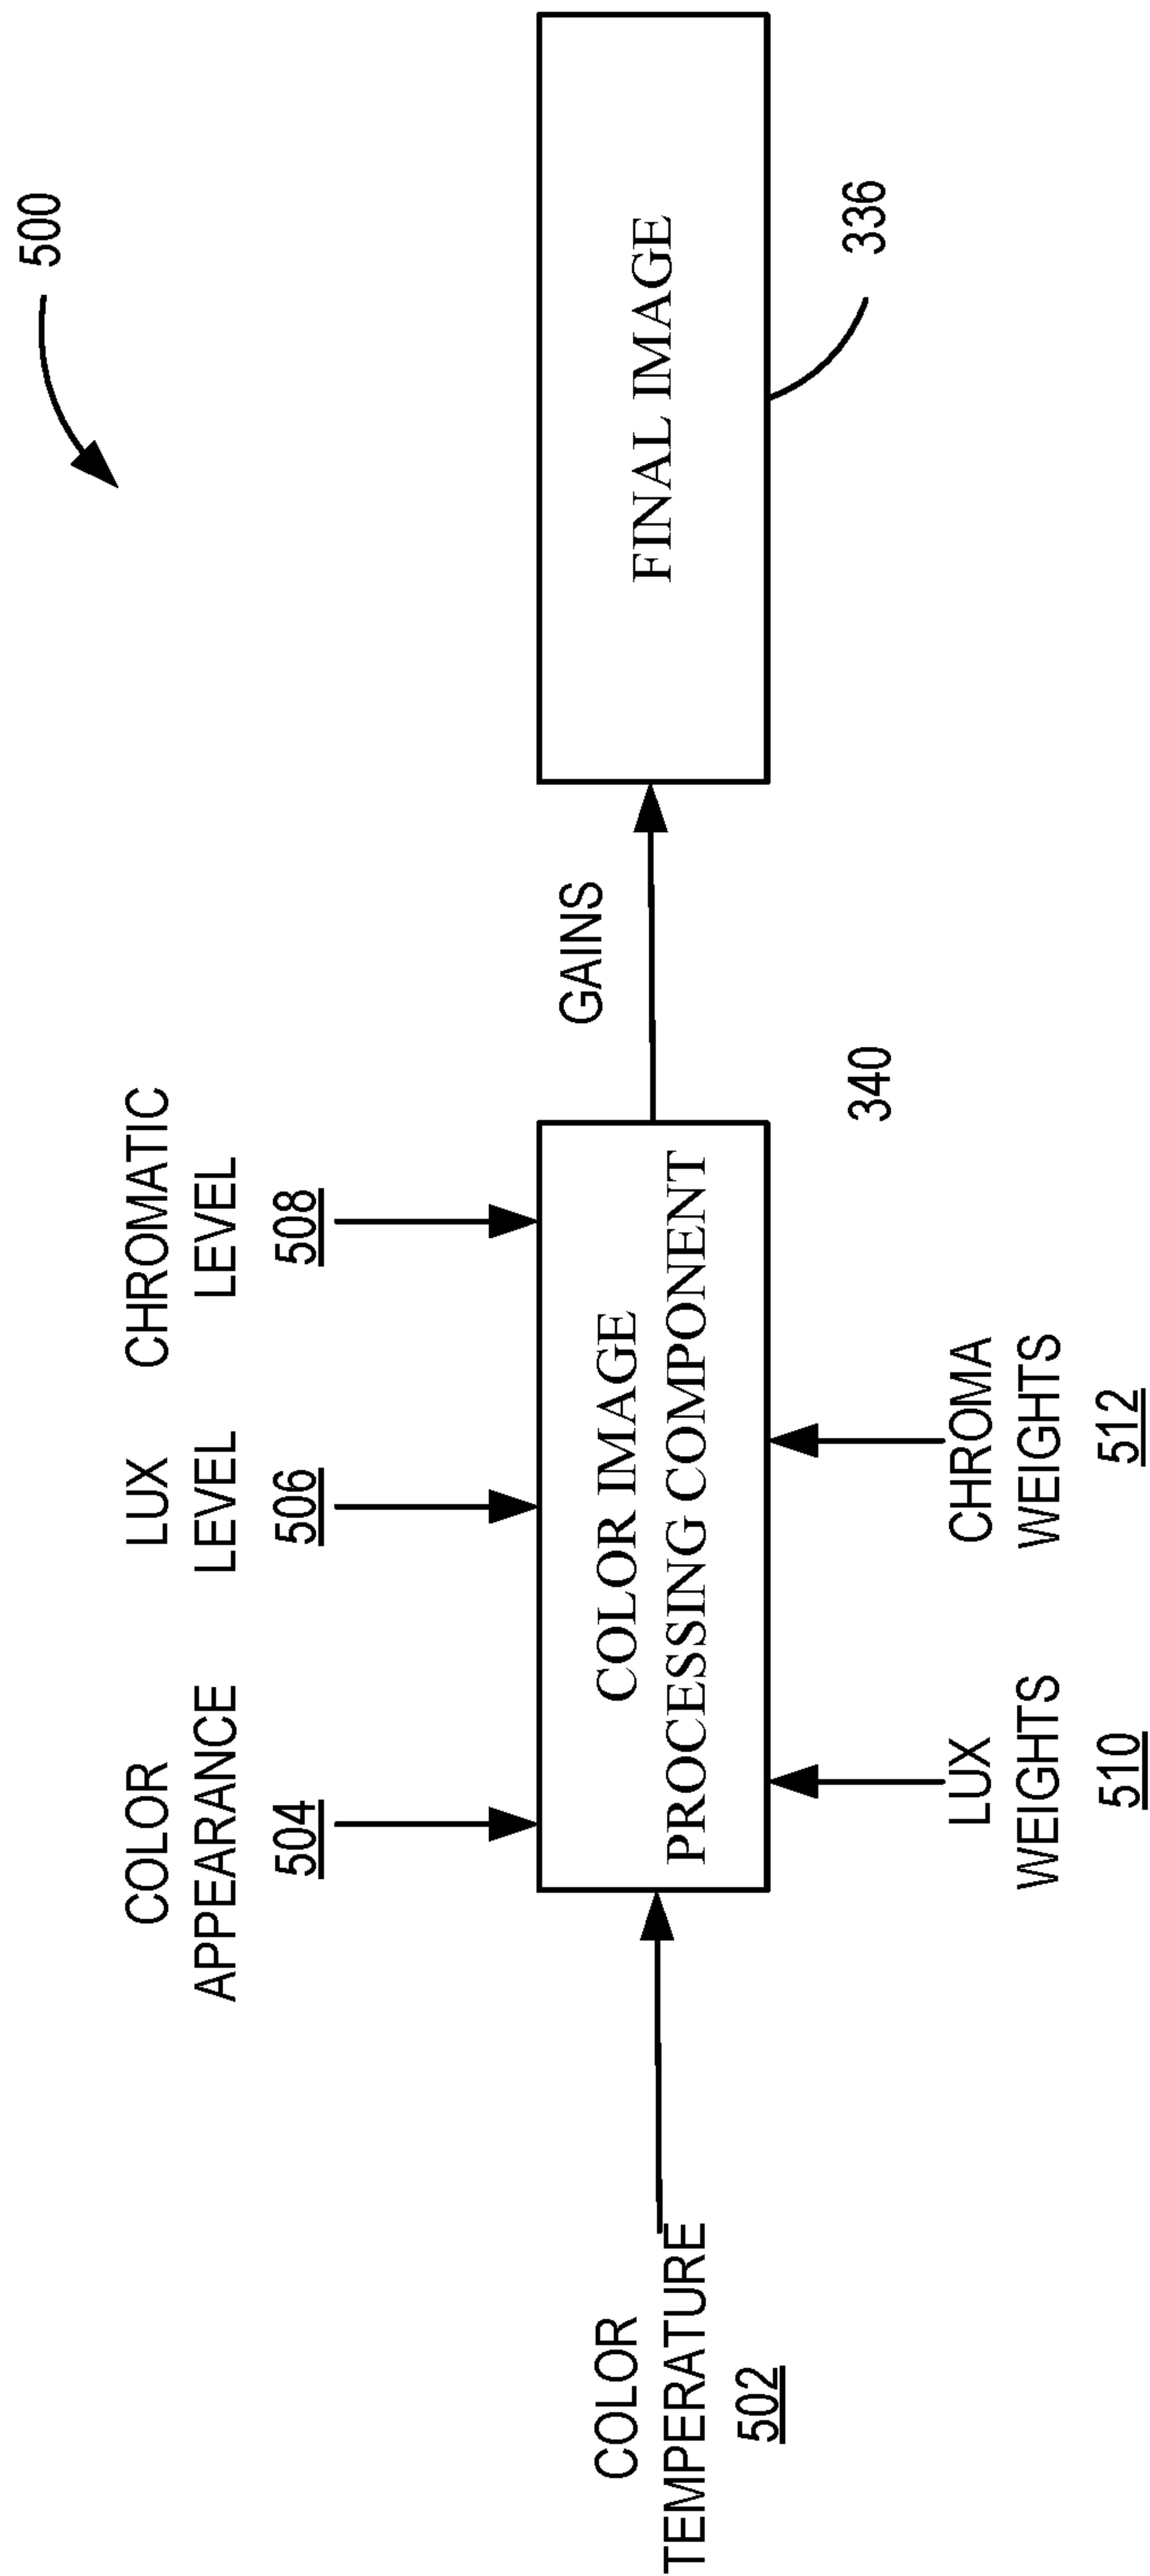 500
COLOR
APPEARANCE
504
LUX
LEVEL
506
CHROMATIC
LEVEL
508
COLOR
TEMPERATURE
502
COLOR IMAGE
PROCESSING COMPONENT
340
GAINS
FINAL IMAGE
336
LUX
WEIGHTS
510
CHROMA
WEIGHTS
512